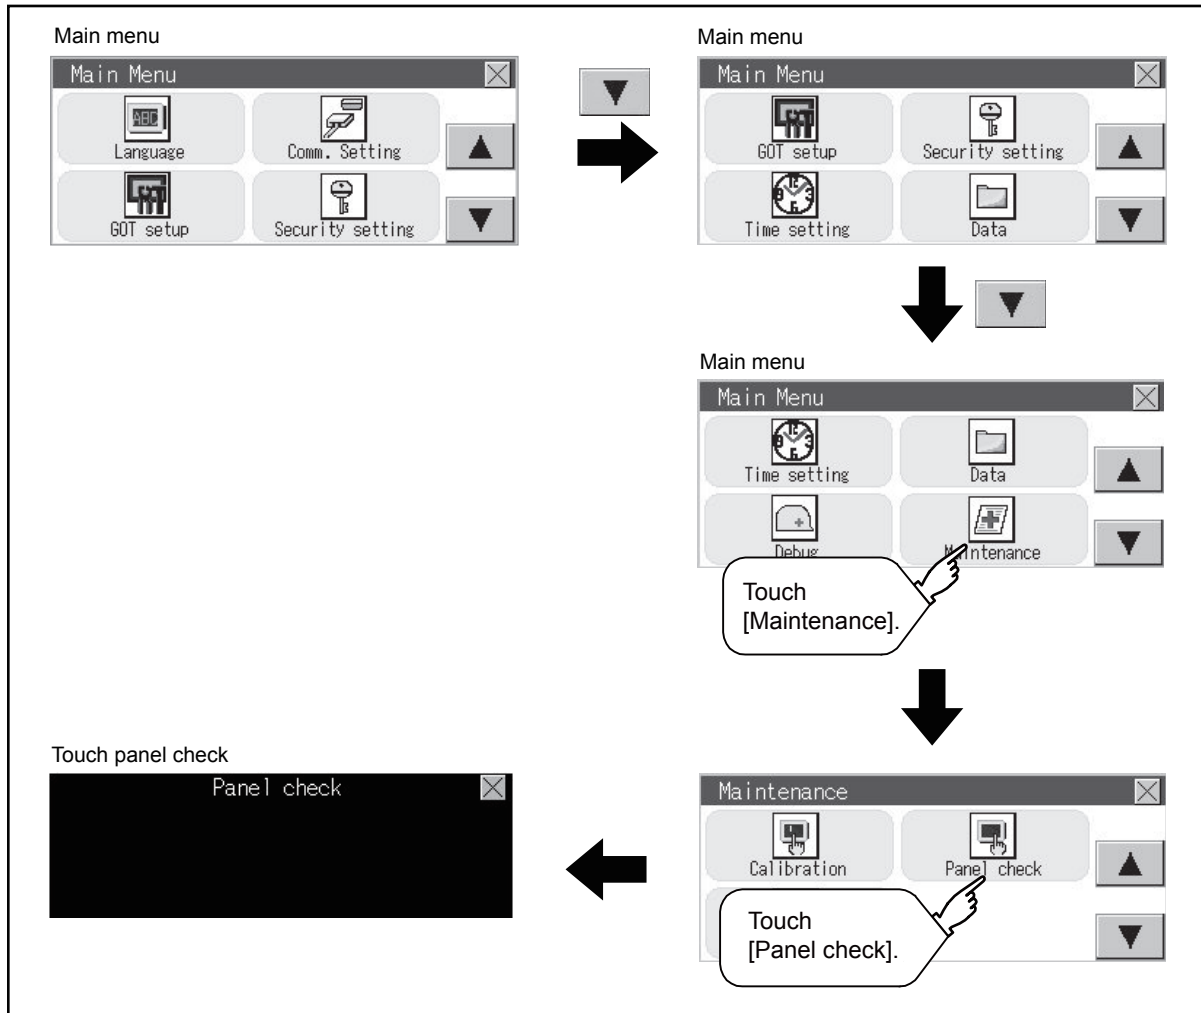 Main menu
Main Menu
ABC
Language
Comm. Setting
GOT setup
Security setting
Main menu
Main Menu
GOT setup
Security setting
Time setting
Data
Main menu
Main Menu
Time setting
Data
Debug
Maintenance
Touch
[Maintenance].
Maintenance
Calibration
Panel check
Touch
[Panel check].
Touch panel check
Panel check